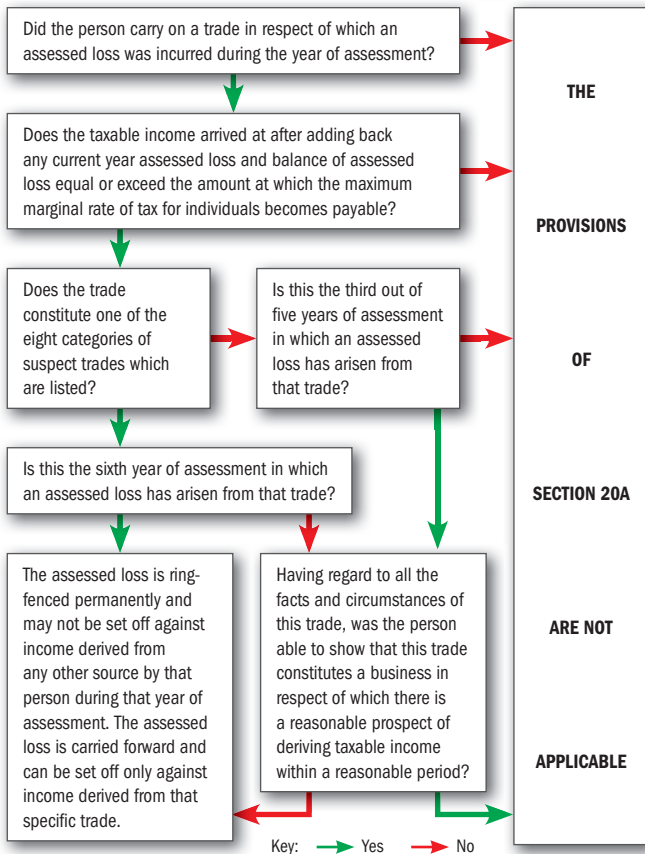 Did the person carry on a trade in respect of which an
assessed loss was incurred during the year of assessment?
Does the taxable income arrived at after adding back
any current year assessed loss and balance of assessed
loss equal or exceed the amount at which the maximum
marginal rate of tax for individuals becomes payable?
Does the trade
constitute one of the
eight categories of
suspect trades which
are listed?
Is this the third out of
five years of assessment
in which an assessed
loss has arisen from
that trade?
Is this the sixth year of assessment in which
an assessed loss has arisen from that trade?
The assessed loss is ring-
fenced permanently and
may not be set off against
income derived from
any other source by that
person during that year of
assessment. The assessed
loss is carried forward and
can be set off only against
income derived from that
specific trade.
Having regard to all the
facts and circumstances of
this trade, was the person
able to show that this trade
constitutes a business in
respect of which there is
a reasonable prospect of
deriving taxable income
within a reasonable period?
THE
PROVISIONS
OF
SECTION 20A
ARE NOT
APPLICABLE
Key: Yes No